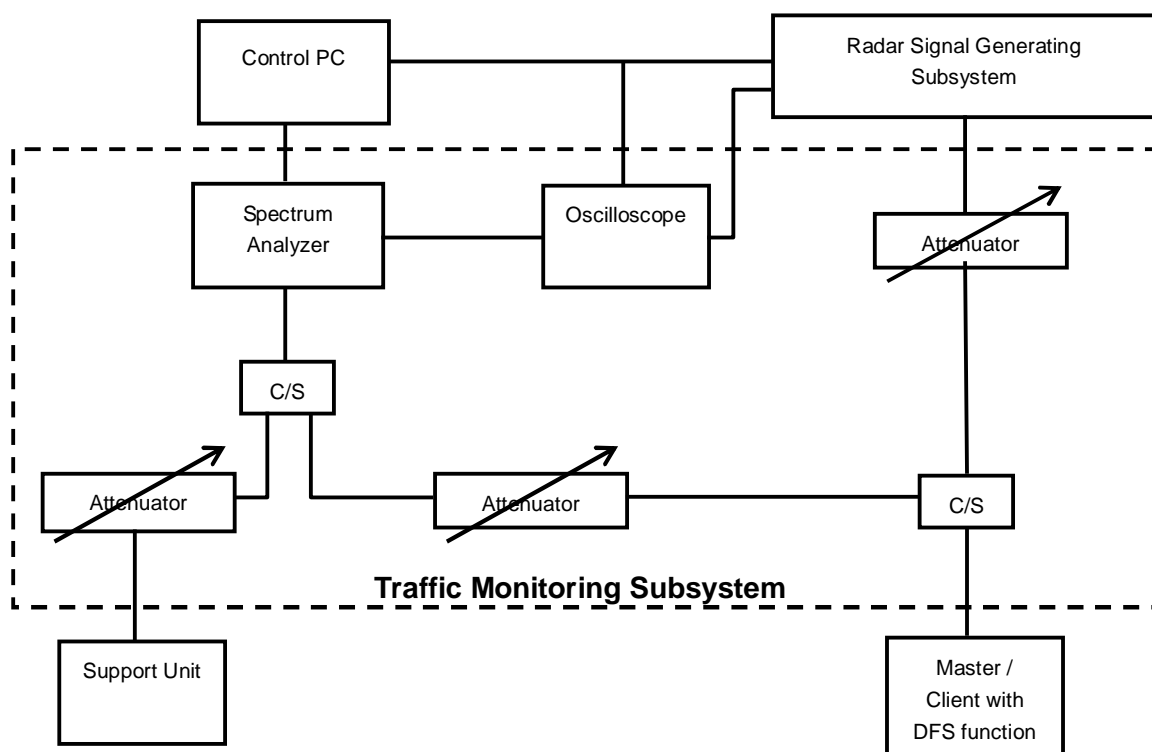 Control PC
Radar Signal Generating
Subsystem
Spectrum
Analyzer
Oscilloscope
Attenuator
C/S
Attenuator
Attenuator
C/S
Traffic Monitoring Subsystem
Support Unit
Master /
Client with
DFS function